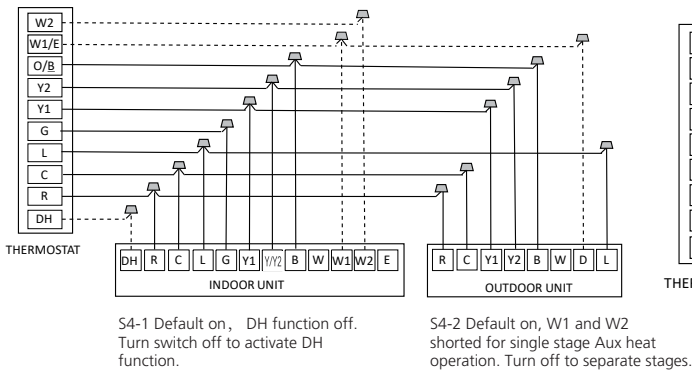 W2
W1/E
O/B
Y2
Y1
G
L
C
R
DH
THERMOSTAT
DH R C L G Y1 Y/Y2 B W W1 W2 E
INDOOR UNIT
R C Y1 Y2 B W D L
OUTDOOR UNIT
S4-1 Default on， DH function off.
Turn switch off to activate DH
function.
S4-2 Default on, W1 and W2
shorted for single stage Aux heat
operation. Turn off to separate stages.